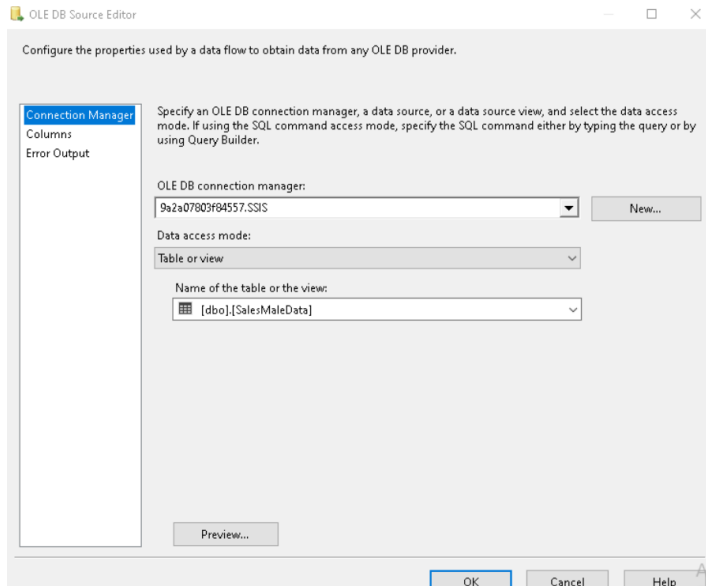 OLE DB Source Editor
Configure the properties used by a data flow to obtain data from any OLE DB provider.
Connection Manager
Columns
Error Output
Specify an OLE DB connection manager, a data source, or a data source view, and select the data access
mode. If using the SQL command access mode, specify the SQL command either by typing the query or by
using Query Builder.
OLE DB connection manager:
9a2a07803f84557.SSIS
New...
Data access mode:
Table or view
Name of the table or the view:
[dbo].[SalesMaleData]
Preview...
OK Cancel Help
A